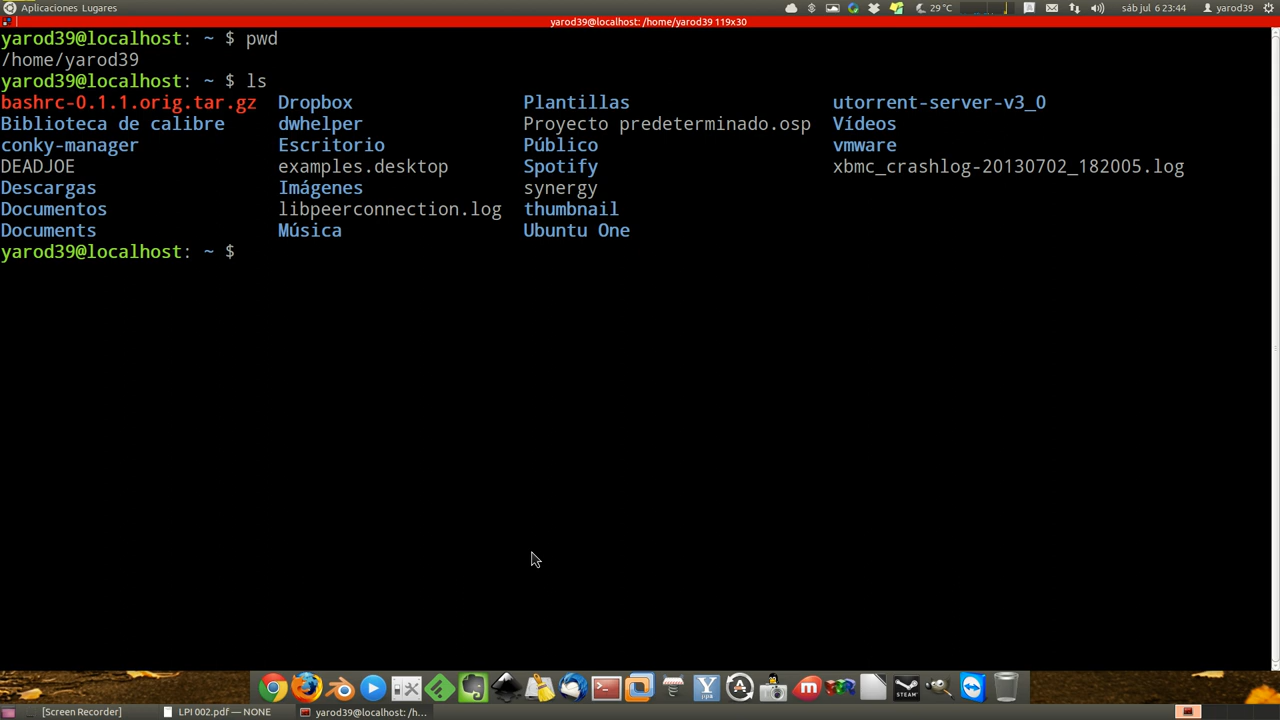 Aplicaciones Lugares 29°C sáb jul 6 23:44 yarod39
yarod39@localhost: /home/yarod39 119x30
yarod39@localhost: ~ $ pwd
/home/yarod39
yarod39@localhost: ~ $ ls
bashrc-0.1.1.orig.tar.gz Dropbox Plantillas utorrent-server-v3_0
Biblioteca de calibre dwhelper Proyecto predeterminado.osp Vídeos
conky-manager Escritorio Público vmware
DEADJOE examples.desktop Spotify xbmc_crashlog-20130702_182005.log
Descargas Imágenes synergy
Documentos libpeerconnection.log thumbnail
Documents Música Ubuntu One
yarod39@localhost: ~ $
STEAM
[Screen Recorder] LPI 002.pdf — NONE yarod39@localhost: /h...